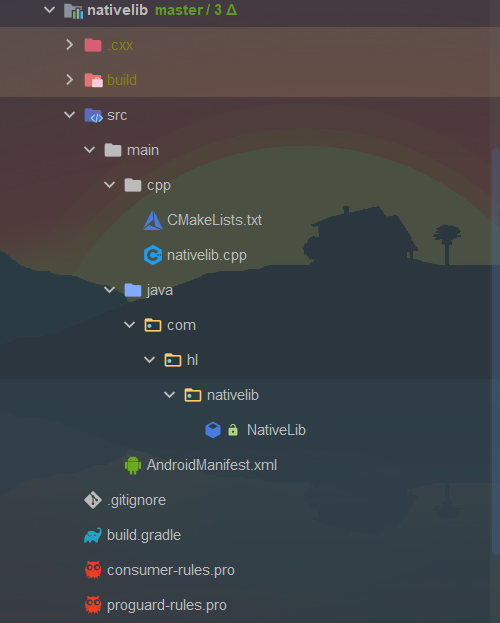 nativelib master / 3 Δ
.cxx
build
src
main
cpp
CMakeLists.txt
nativelib.cpp
java
com
hl
nativelib
NativeLib
AndroidManifest.xml
.gitignore
build.gradle
consumer-rules.pro
proguard-rules.pro